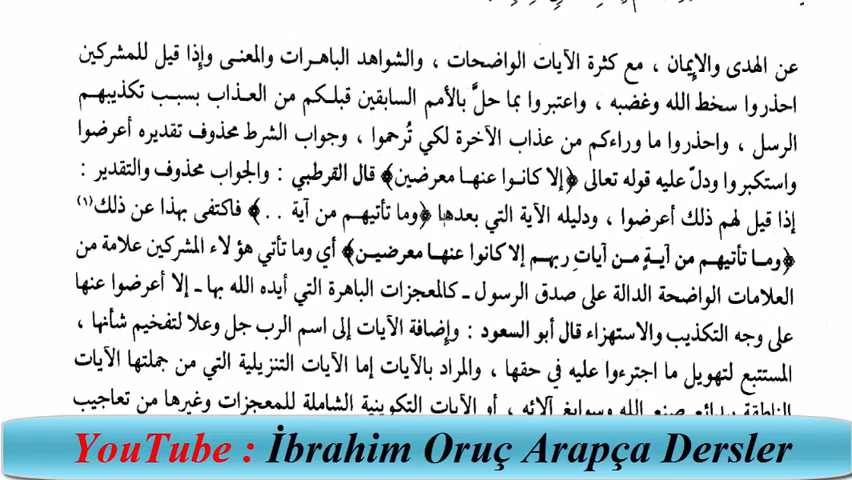 عن الهدى والإيمان ، مع كثرة الآيات الواضحات ، والشواهد الباهرات والمعنى وإذا قيل للمشركين
احذروا سخط الله وغضبه ، واعتبروا بما حلَّ بالأمم السابقين قبلكم من العذاب بسبب تكذيبهم
الرسل ، واحذروا ما وراءكم من عذاب الآخرة لكي تُرحموا ، وجواب الشرط محذوف تقديره أعرضوا
واستكبروا ودلّ عليه قوله تعالى ﴿إلا كانوا عنها معرضين﴾ قال القرطبي : والجواب محذوف والتقدير :
إذا قيل لهم ذلك أعرضوا ، ودليله الآية التي بعدها ﴿وما تأتيهم من آية . .﴾ فاكتفى بهذا عن ذلك(١)
﴿وما تأتيهم من آيةٍ من آياتِ ربهم إلا كانوا عنها معرضين﴾ أي وما تأتي هؤلاء المشركين علامة من
العلامات الواضحة الدالة على صدق الرسول ـ كالمعجزات الباهرة التي أيده الله بها ـ إلا أعرضوا عنها
على وجه التكذيب والاستهزاء قال أبو السعود : وإضافة الآيات إلى اسم الرب جل وعلا لتفخيم شأنها ،
المستتبع لتهويل ما اجترءوا عليه في حقها ، والمراد بالآيات إما الآيات التنزيلية التي من جملتها الآيات
الناطقة ببدائع صنع الله وسوابغ آلائه ، أو الآيات التكوينية الشاملة للمعجزات وغيرها من تعاجيب
YouTube : İbrahim Oruç Arapça Dersler